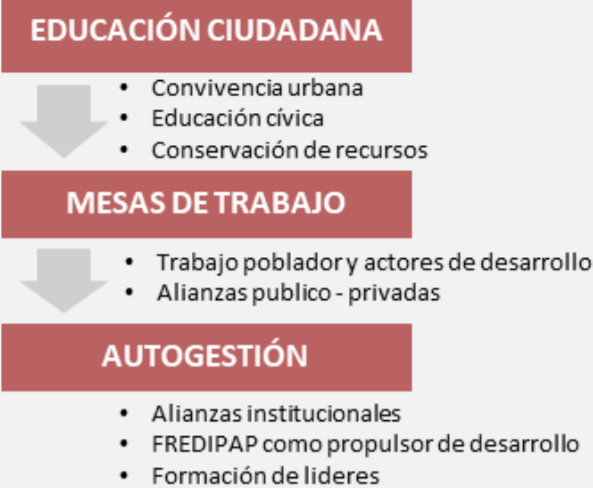 EDUCACIÓN CIUDADANA
• Convivencia urbana
• Educación cívica
• Conservación de recursos
MESAS DE TRABAJO
• Trabajo poblador y actores de desarrollo
• Alianzas publico - privadas
AUTOGESTIÓN
• Alianzas institucionales
• FREDIPAP como propulsor de desarrollo
• Formación de lideres